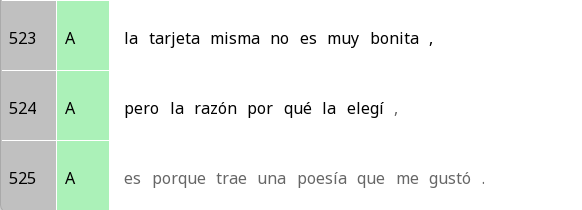 523 A la tarjeta misma no es muy bonita ,
524 A pero la razón por qué la elegí ,
525 A es porque trae una poesía que me gustó .